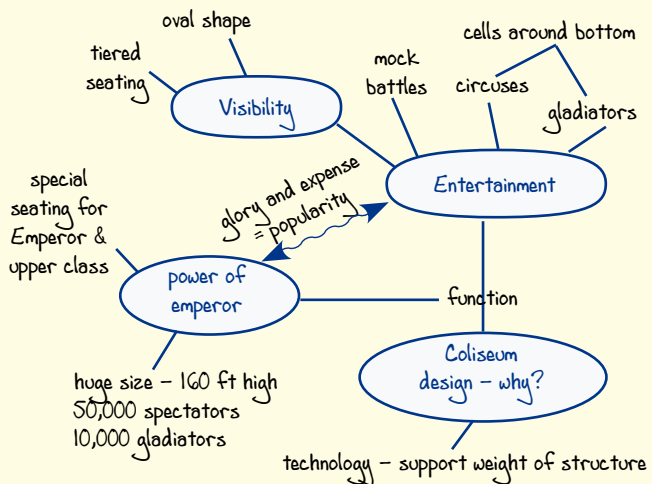 oval shape
tiered
seating
Visibility
mock
battles
cells around bottom
circuses
gladiators
Entertainment
glory and expense
= popularity
special
seating for
Emperor &
upper class
power of
emperor
function
Coliseum
design – why?
huge size – 160 ft high
50,000 spectators
10,000 gladiators
technology – support weight of structure